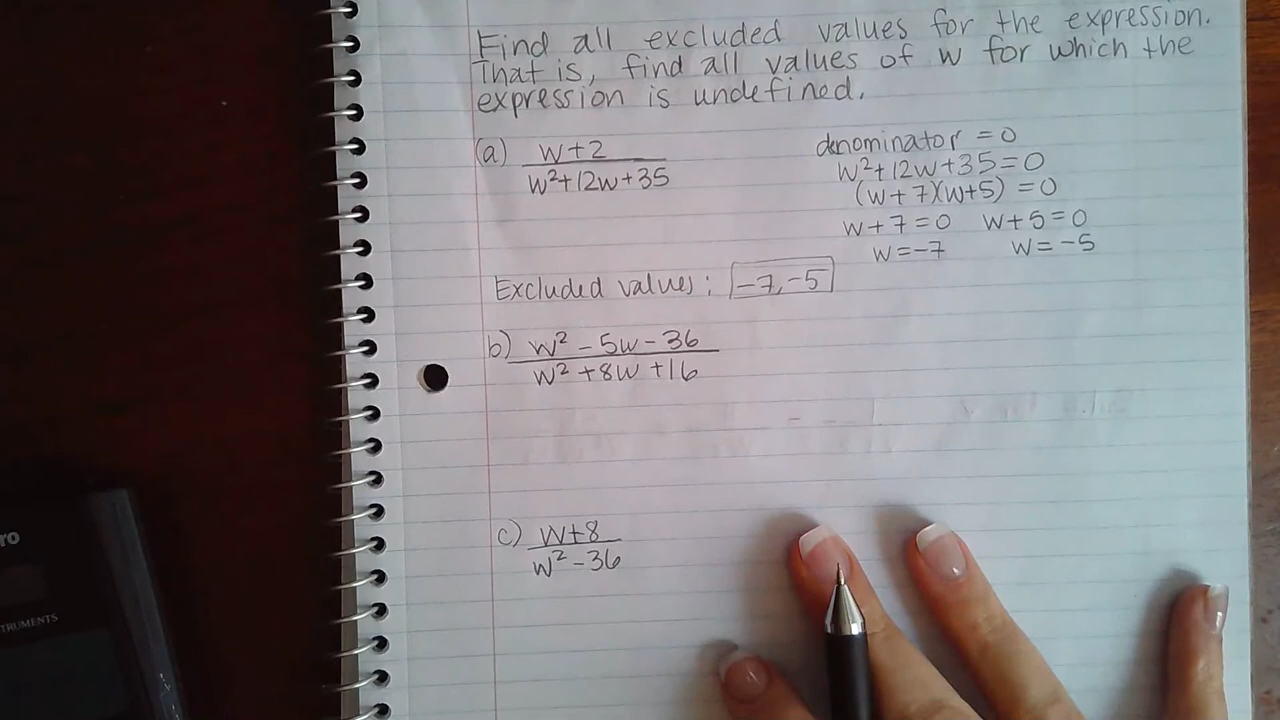 Find all excluded values for the expression.
That is, find all values of w for which the
expression is undefined.
(a) w+2
w²+12w+35
denominator = 0
w²+12w+35=0
(w+7)(w+5) = 0
w+7=0 w+5=0
w=-7 w=-5
Excluded values: -7,-5
b) w² - 5w - 36
w² + 8w + 16
c) w+8
w² - 36
ro
TRUMENTS